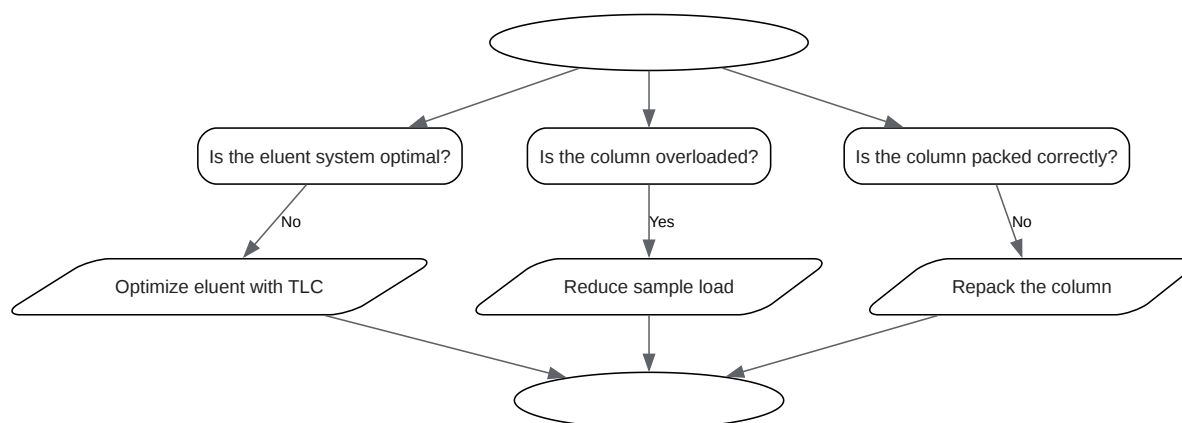 Is the eluent system optimal?
Is the column overloaded?
Is the column packed correctly?
No
Yes
No
Optimize eluent with TLC
Reduce sample load
Repack the column